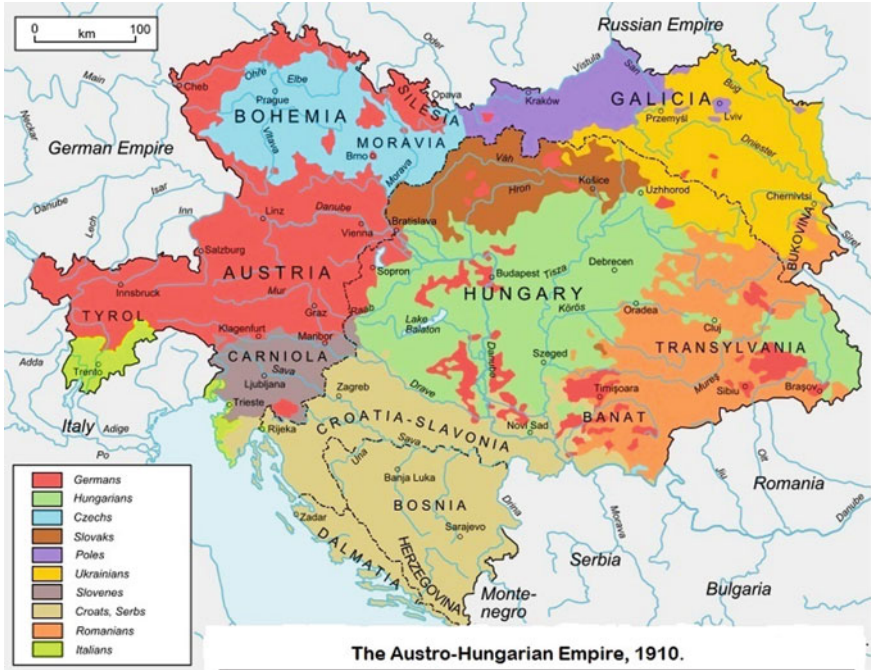 0 100
km
Russian Empire
Oder
Vistula
San
Bug
Main
Cheb
Ohře
Elbe
Prague
Opava
SILESIA
Kraków
GALICIA
Przemyśl
Lviv
Neckar
BOHEMIA
Vltava
MORAVIA
Brno
Morava
Dniester
German Empire
Váh
Hron
Košice
Uzhhorod
Chernivtsi
Isar
Danube
Lech
Inn
Linz
Danube
Vienna
Bratislava
BUKOVINA
Siret
Salzburg
Sopron
Budapest
Tisza
Debrecen
AUSTRIA
HUNGARY
Innsbruck
Mur
Graz
Raab
Körös
Oradea
Cluj
TYROL
Klagenfurt
Maribor
Lake
Balaton
TRANSYLVANIA
CARNIOLA
Szeged
Adda
Trento
Sava
Ljubljana
Drave
Danube
Timişoara
Mureş
Sibiu
Braşov
Zagreb
Trieste
Rijeka
CROATIA-SLAVONIA
Novi Sad
BANAT
Italy
Adige
Po
Sava
Una
Banja Luka
Jiu
Olt
Romania
BOSNIA
Drina
Zadar
Sarajevo
Morava
Danube
DALMATIA
HERZEGOVINA
Serbia
Monte-
negro
Bulgaria
Germans
Hungarians
Czechs
Slovaks
Poles
Ukrainians
Slovenes
Croats, Serbs
Romanians
Italians
The Austro-Hungarian Empire, 1910.